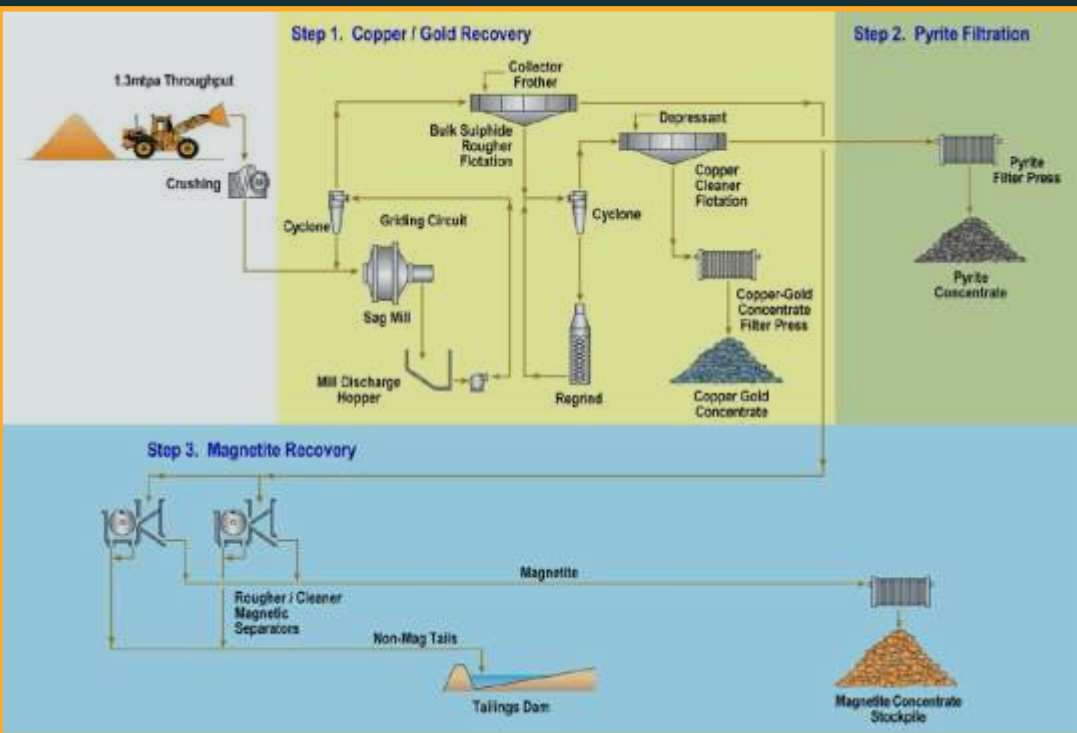 Step 1. Copper / Gold Recovery
Step 2. Pyrite Filtration
1.3mtpa Throughput
Collector
Frother
Bulk Sulphide
Rougher
Flotation
Depressant
Copper
Cleaner
Flotation
Pyrite
Filter Press
Crushing
Cyclone
Griding Circuit
Cyclone
Sag Mill
Pyrite
Concentrate
Copper-Gold
Concentrate
Filter Press
Mill Discharge
Hopper
Regrind
Copper Gold
Concentrate
Step 3. Magnetite Recovery
Magnetite
Rougher / Cleaner
Magnetic
Separators
Non-Mag Tails
Tailings Dam
Magnetite Concentrate
Stockpile